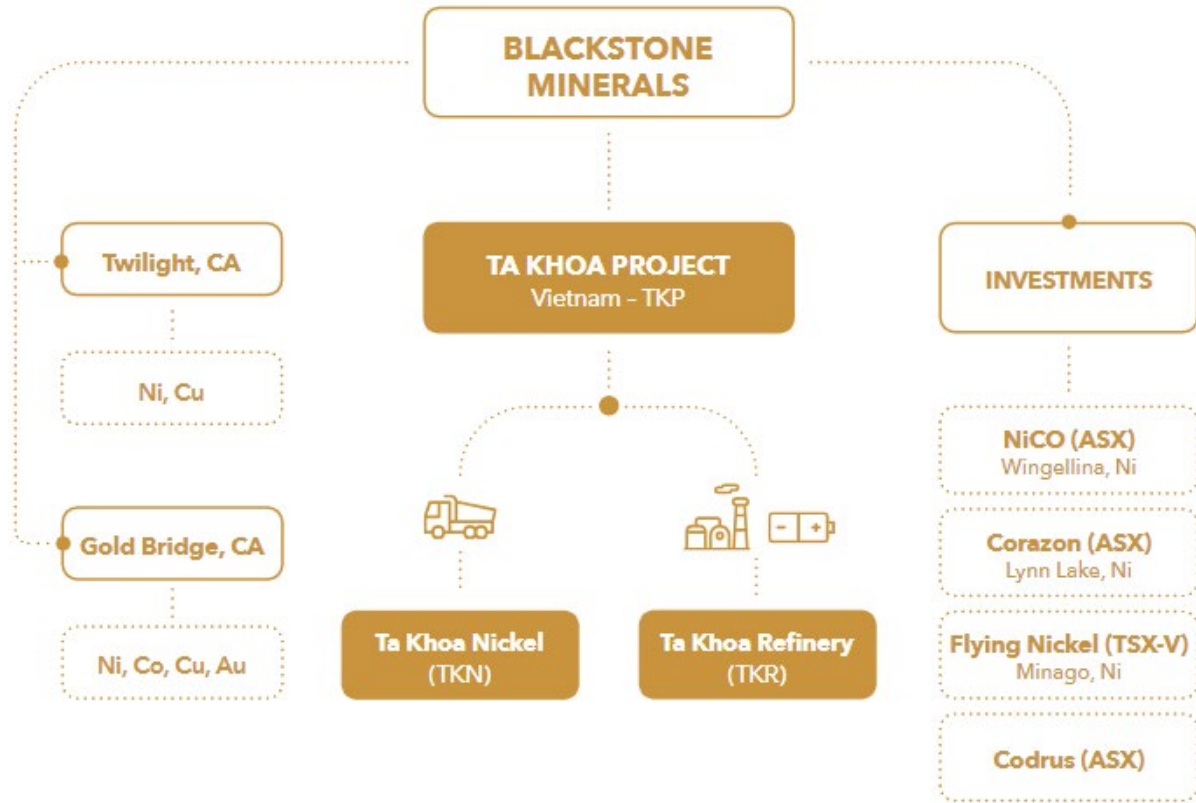 BLACKSTONE
MINERALS
Twilight, CA
Ni, Cu
Gold Bridge, CA
Ni, Co, Cu, Au
TA KHOA PROJECT
Vietnam – TKP
Ta Khoa Nickel
(TKN)
Ta Khoa Refinery
(TKR)
INVESTMENTS
NiCO (ASX)
Wingellina, Ni
Corazon (ASX)
Lynn Lake, Ni
Flying Nickel (TSX-V)
Minago, Ni
Codrus (ASX)